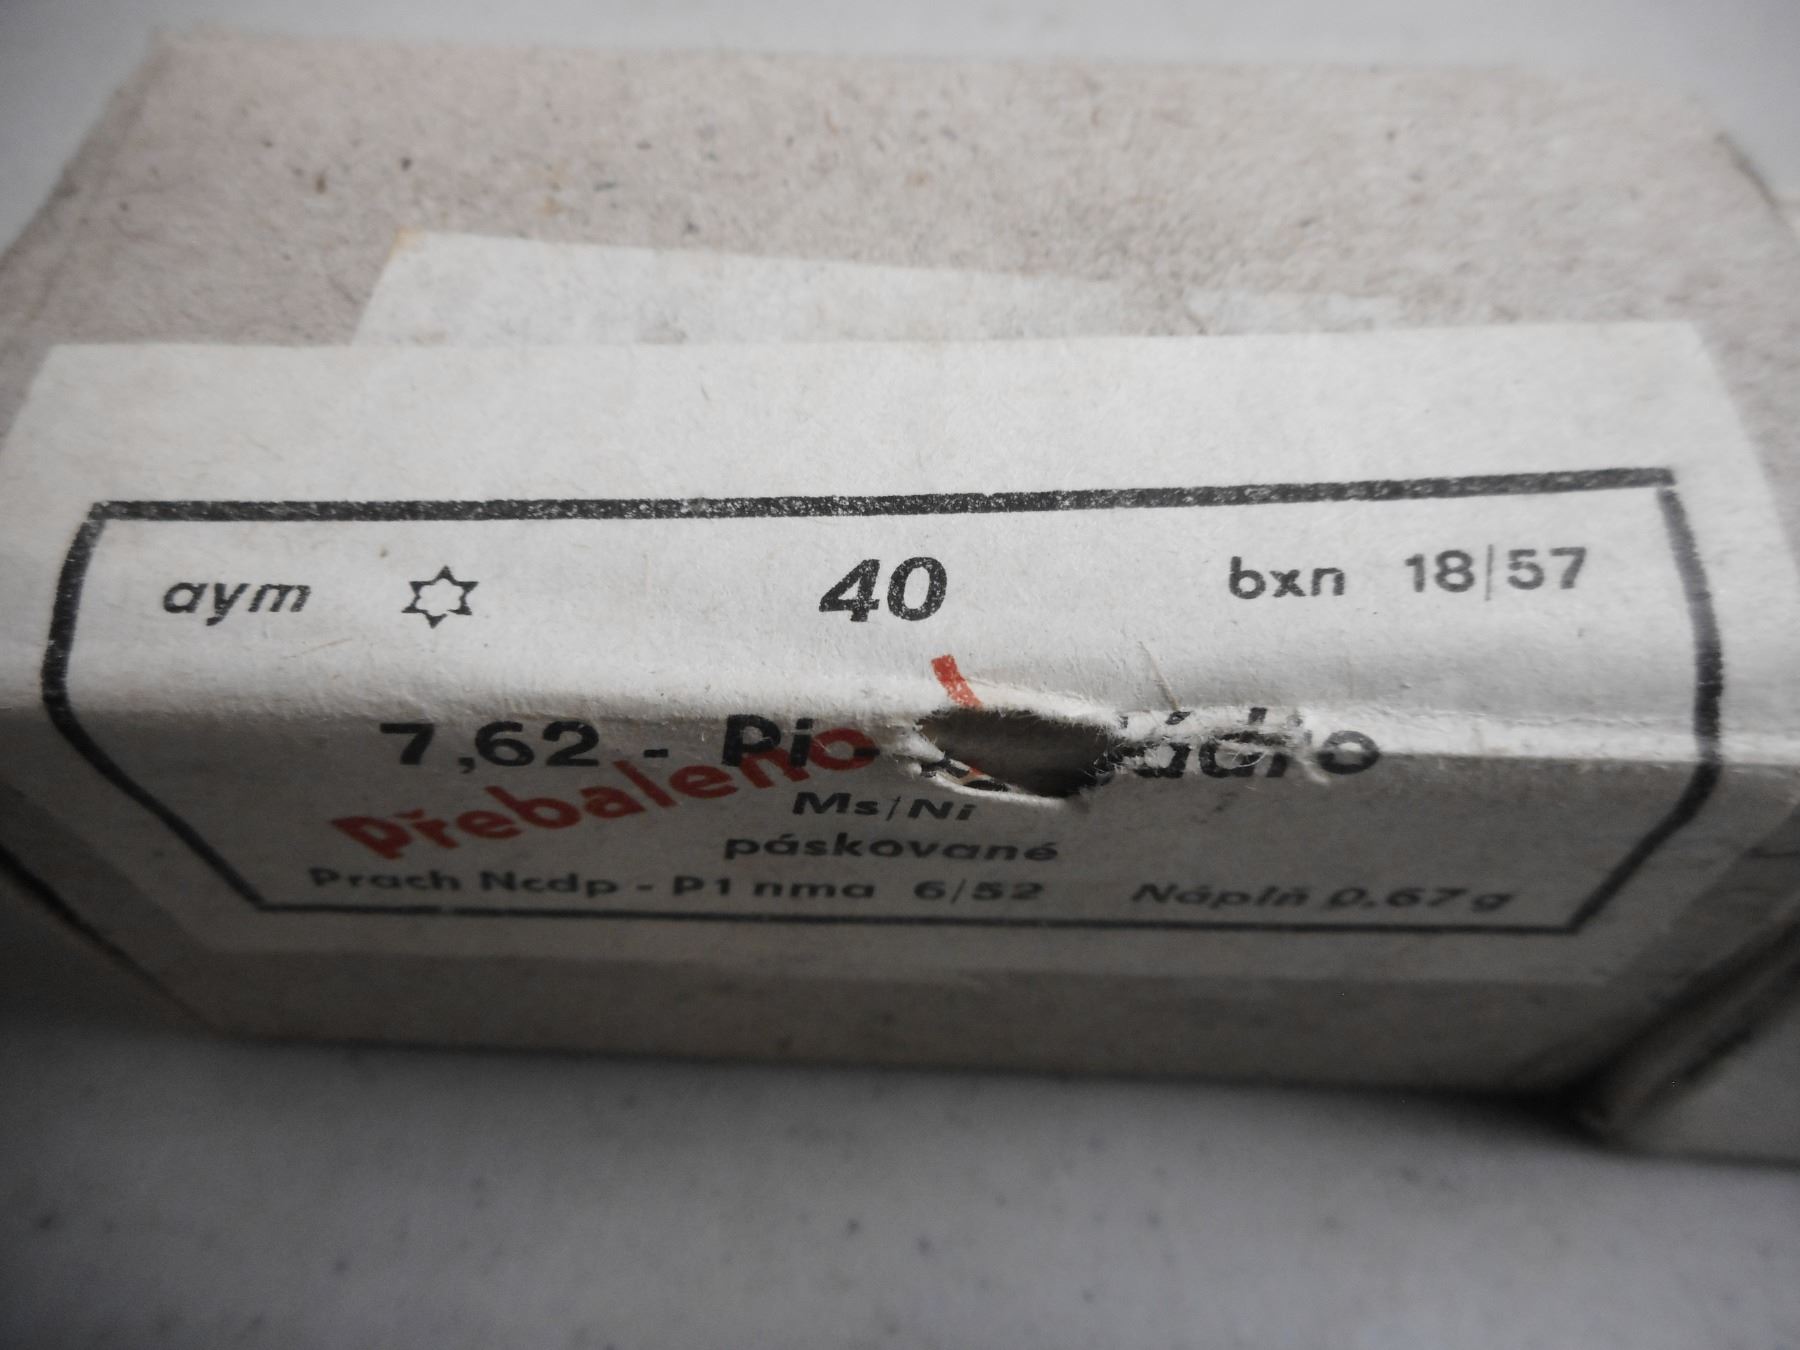 aym 40 bxn 18/57
7,62 - Pi-
Přebaleno
Ms/Ni
páskované
Prach Ncdp - P1 nma 6/52 Náplň 0.67 g